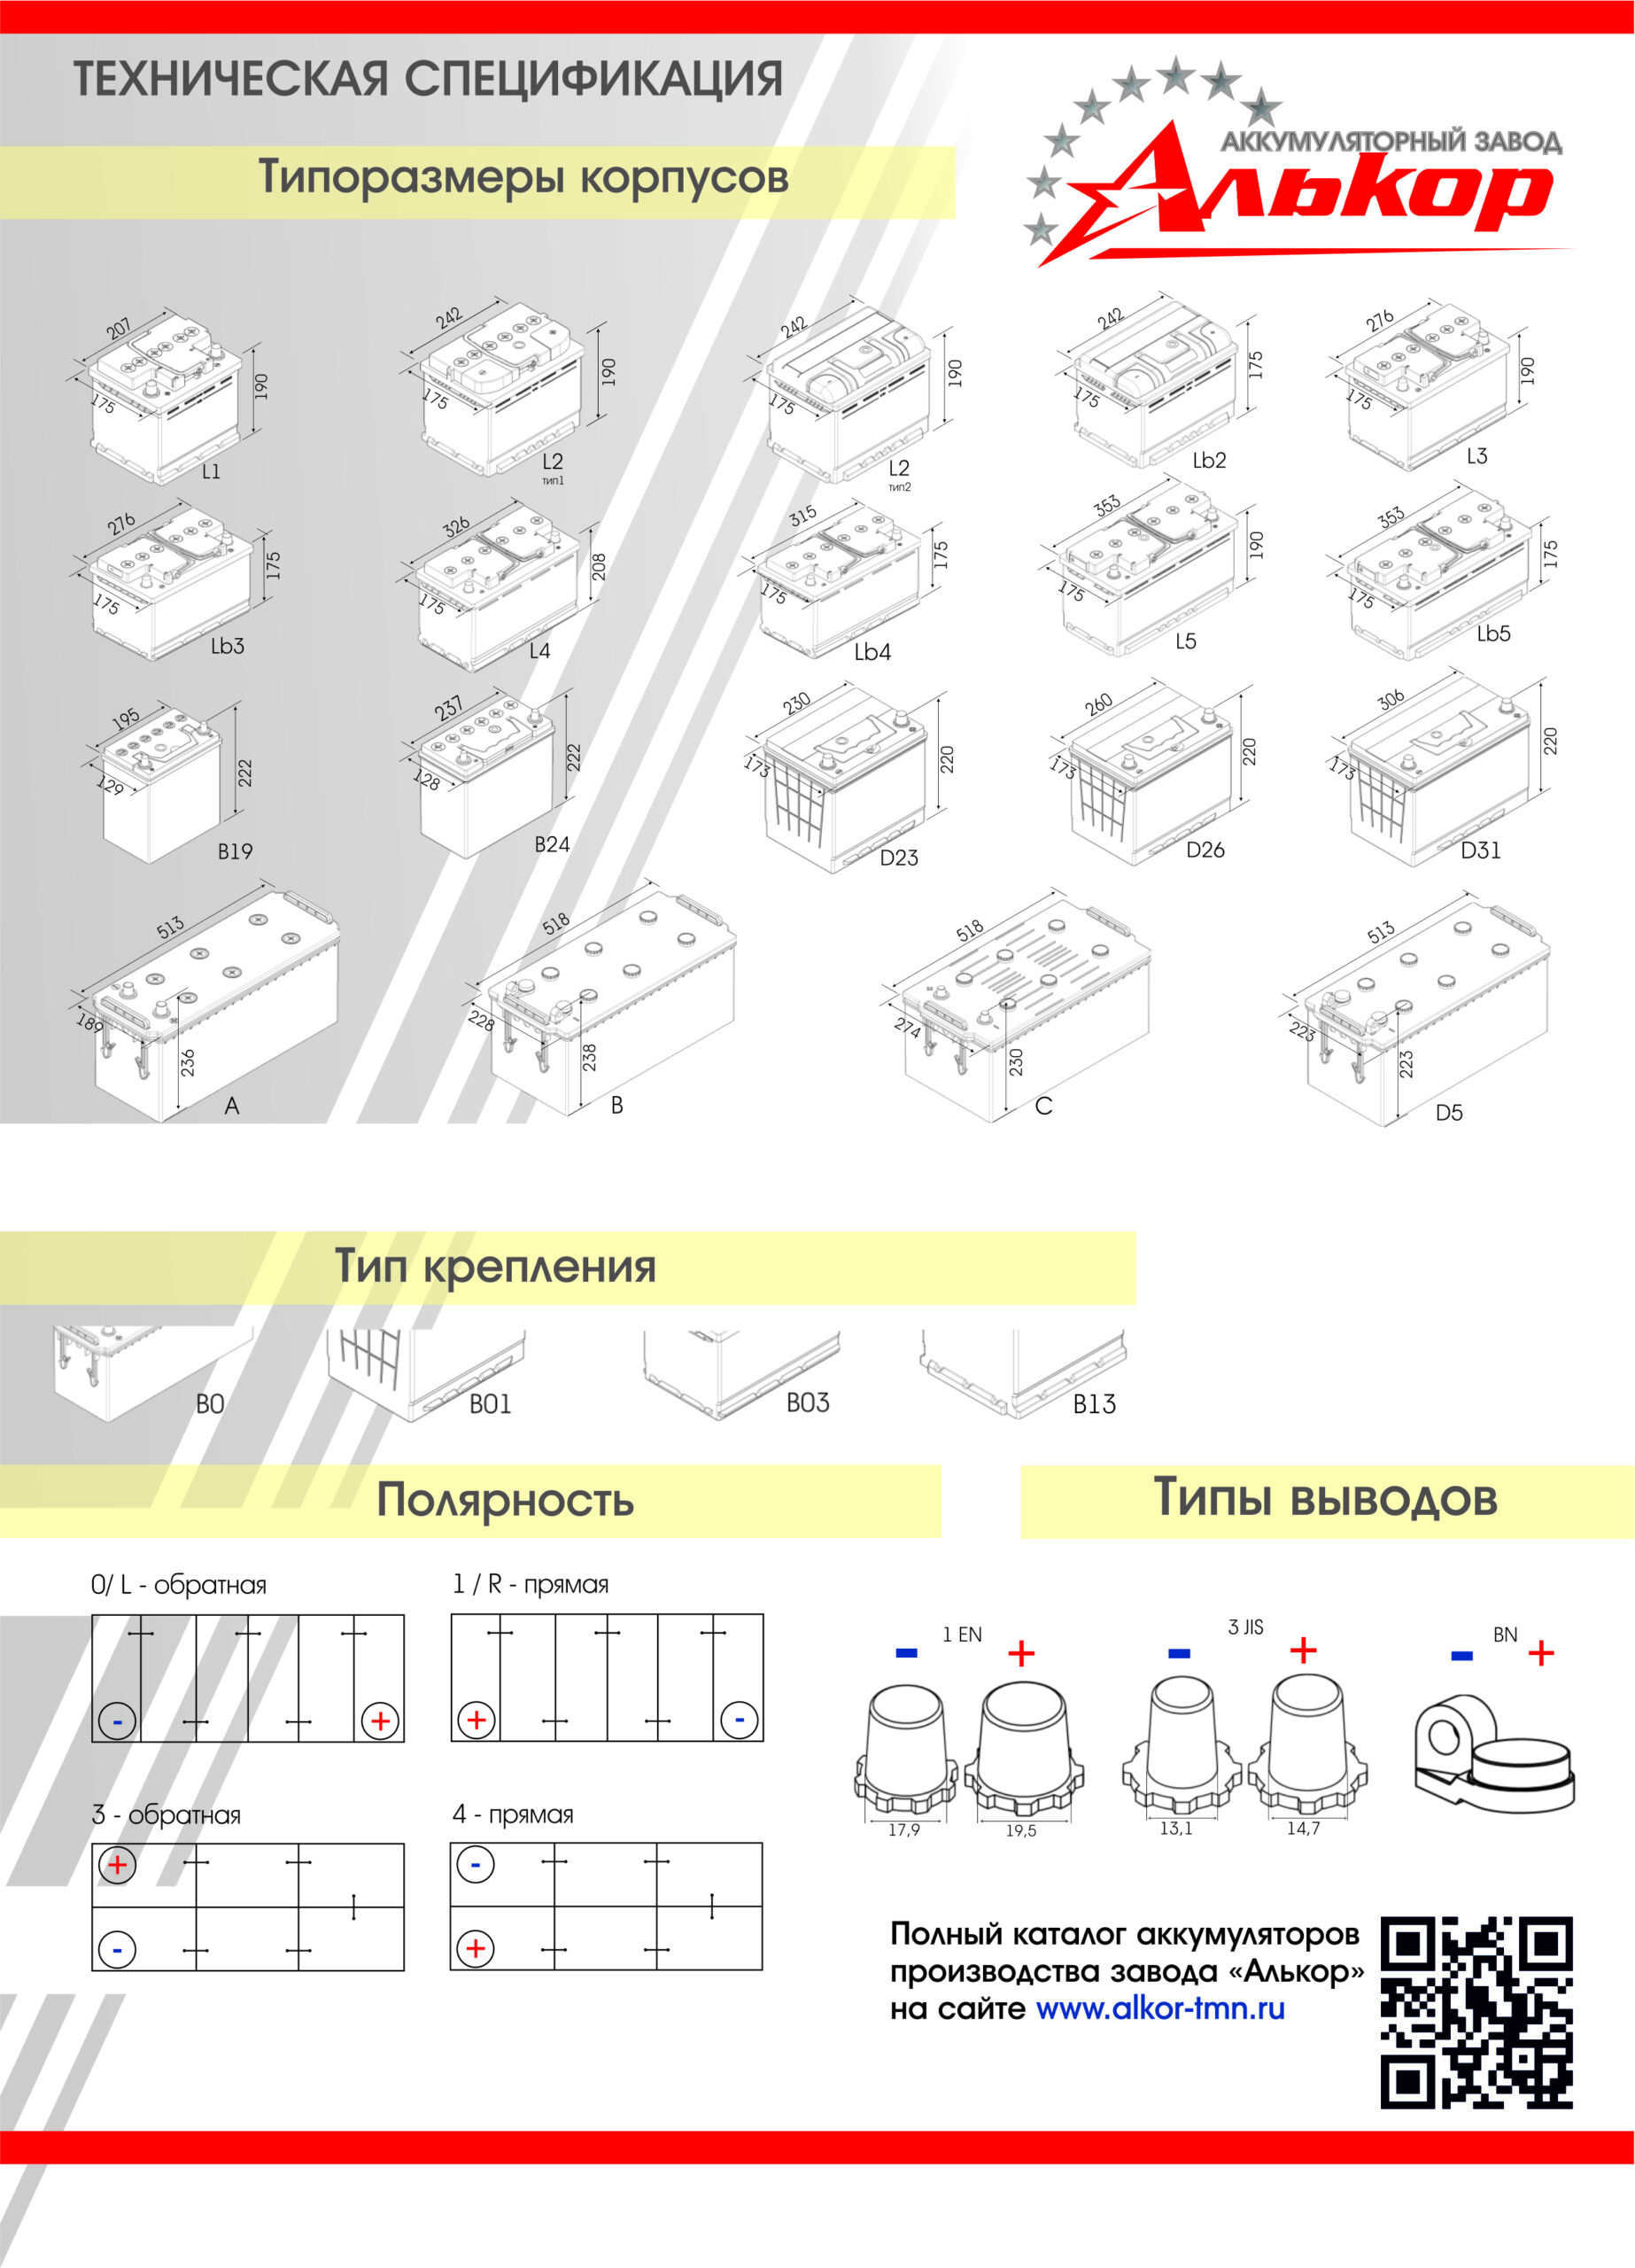 ТЕХНИЧЕСКАЯ СПЕЦИФИКАЦИЯ
АККУМУЛЯТОРНЫЙ ЗАВОД
Алькор
Типоразмеры корпусов
207
175
190
L1
242
175
190
L2
тип1
242
175
190
L2
тип2
242
175
175
Lb2
276
175
190
L3
276
175
175
Lb3
326
175
208
L4
315
175
175
Lb4
353
175
190
L5
353
175
175
Lb5
195
129
222
B19
237
128
222
B24
230
173
220
D23
260
173
220
D26
306
173
220
D31
513
189
236
A
518
228
238
B
518
274
230
C
513
223
223
D5
Тип крепления
B0
B01
B03
B13
Полярность
Типы выводов
0/ L - обратная
- +
1 / R - прямая
+ -
3 - обратная
+
-
4 - прямая
-
+
1 EN
- +
17,9
19,5
3 JIS
- +
13,1
14,7
BN
- +
Полный каталог аккумуляторов
производства завода «Алькор»
на сайте www.alkor-tmn.ru